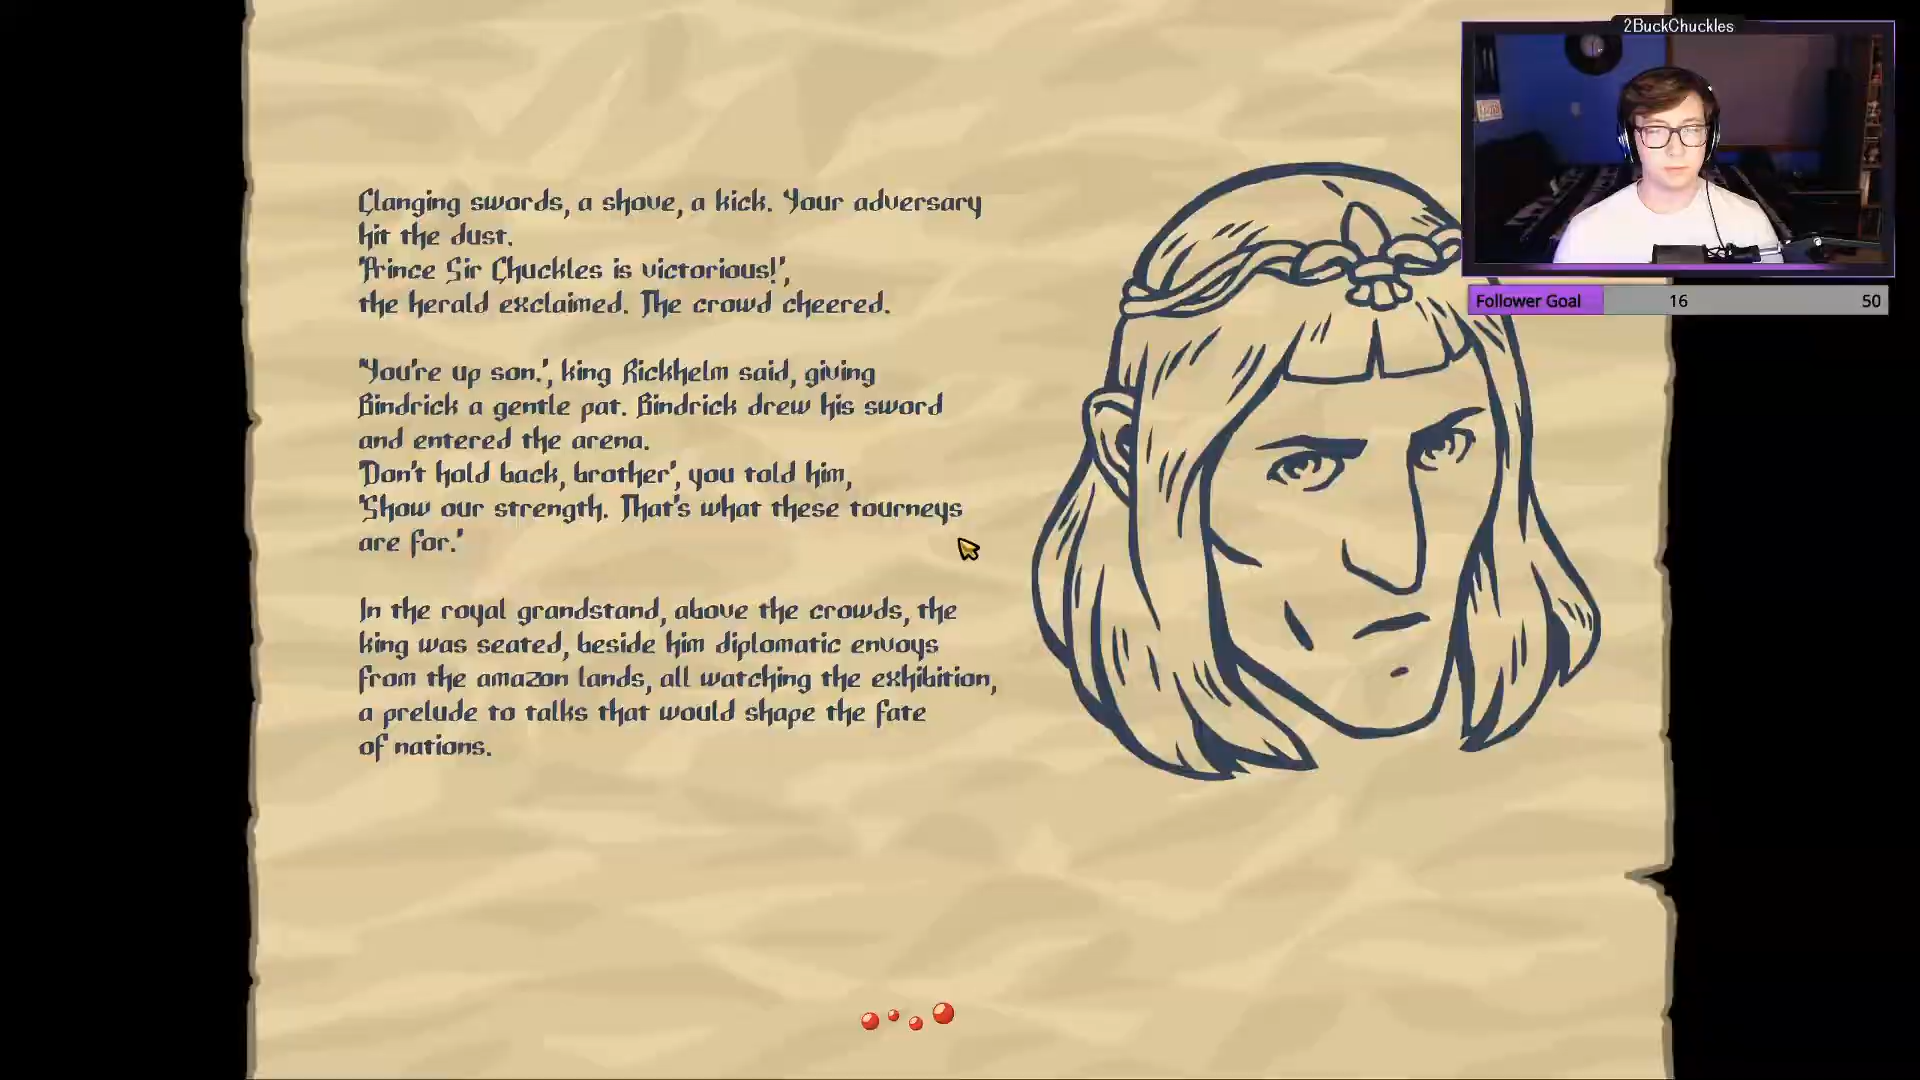 2BuckChuckles
Follower Goal 16 50
Clanging swords, a shove, a kick. Your adversary
hit the dust.
'Prince Sir Chuckles is victorious!',
the herald exclaimed. The crowd cheered.
'You're up son.', king Rickhelm said, giving
Bindrick a gentle pat. Bindrick drew his sword
and entered the arena.
'Don't hold back, brother', you told him,
'Show our strength. That's what these tourneys
are for.'
In the royal grandstand, above the crowds, the
king was seated, beside him diplomatic envoys
from the amazon lands, all watching the exhibition,
a prelude to talks that would shape the fate
of nations.